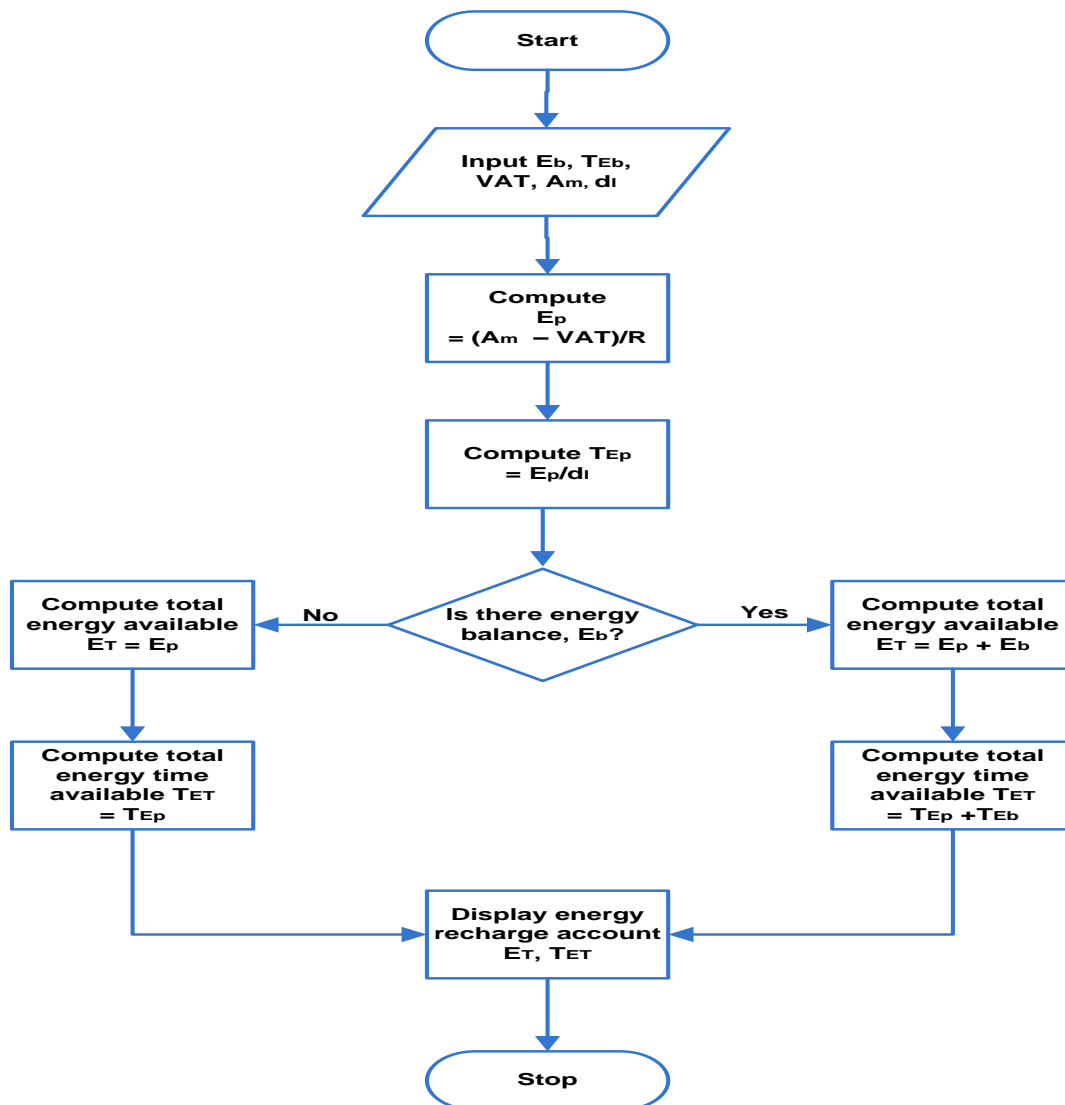 Start
Input Eb, TEb,
VAT, Am, dl
Compute
Ep
= (Am – VAT)/R
Compute TEp
= Ep/dl
Is there energy
balance, Eb?
No
Yes
Compute total
energy available
ET = Ep
Compute total
energy available
ET = Ep + Eb
Compute total
energy time
available TET
= TEp
Compute total
energy time
available TET
= TEp +TEb
Display energy
recharge account
ET, TET
Stop